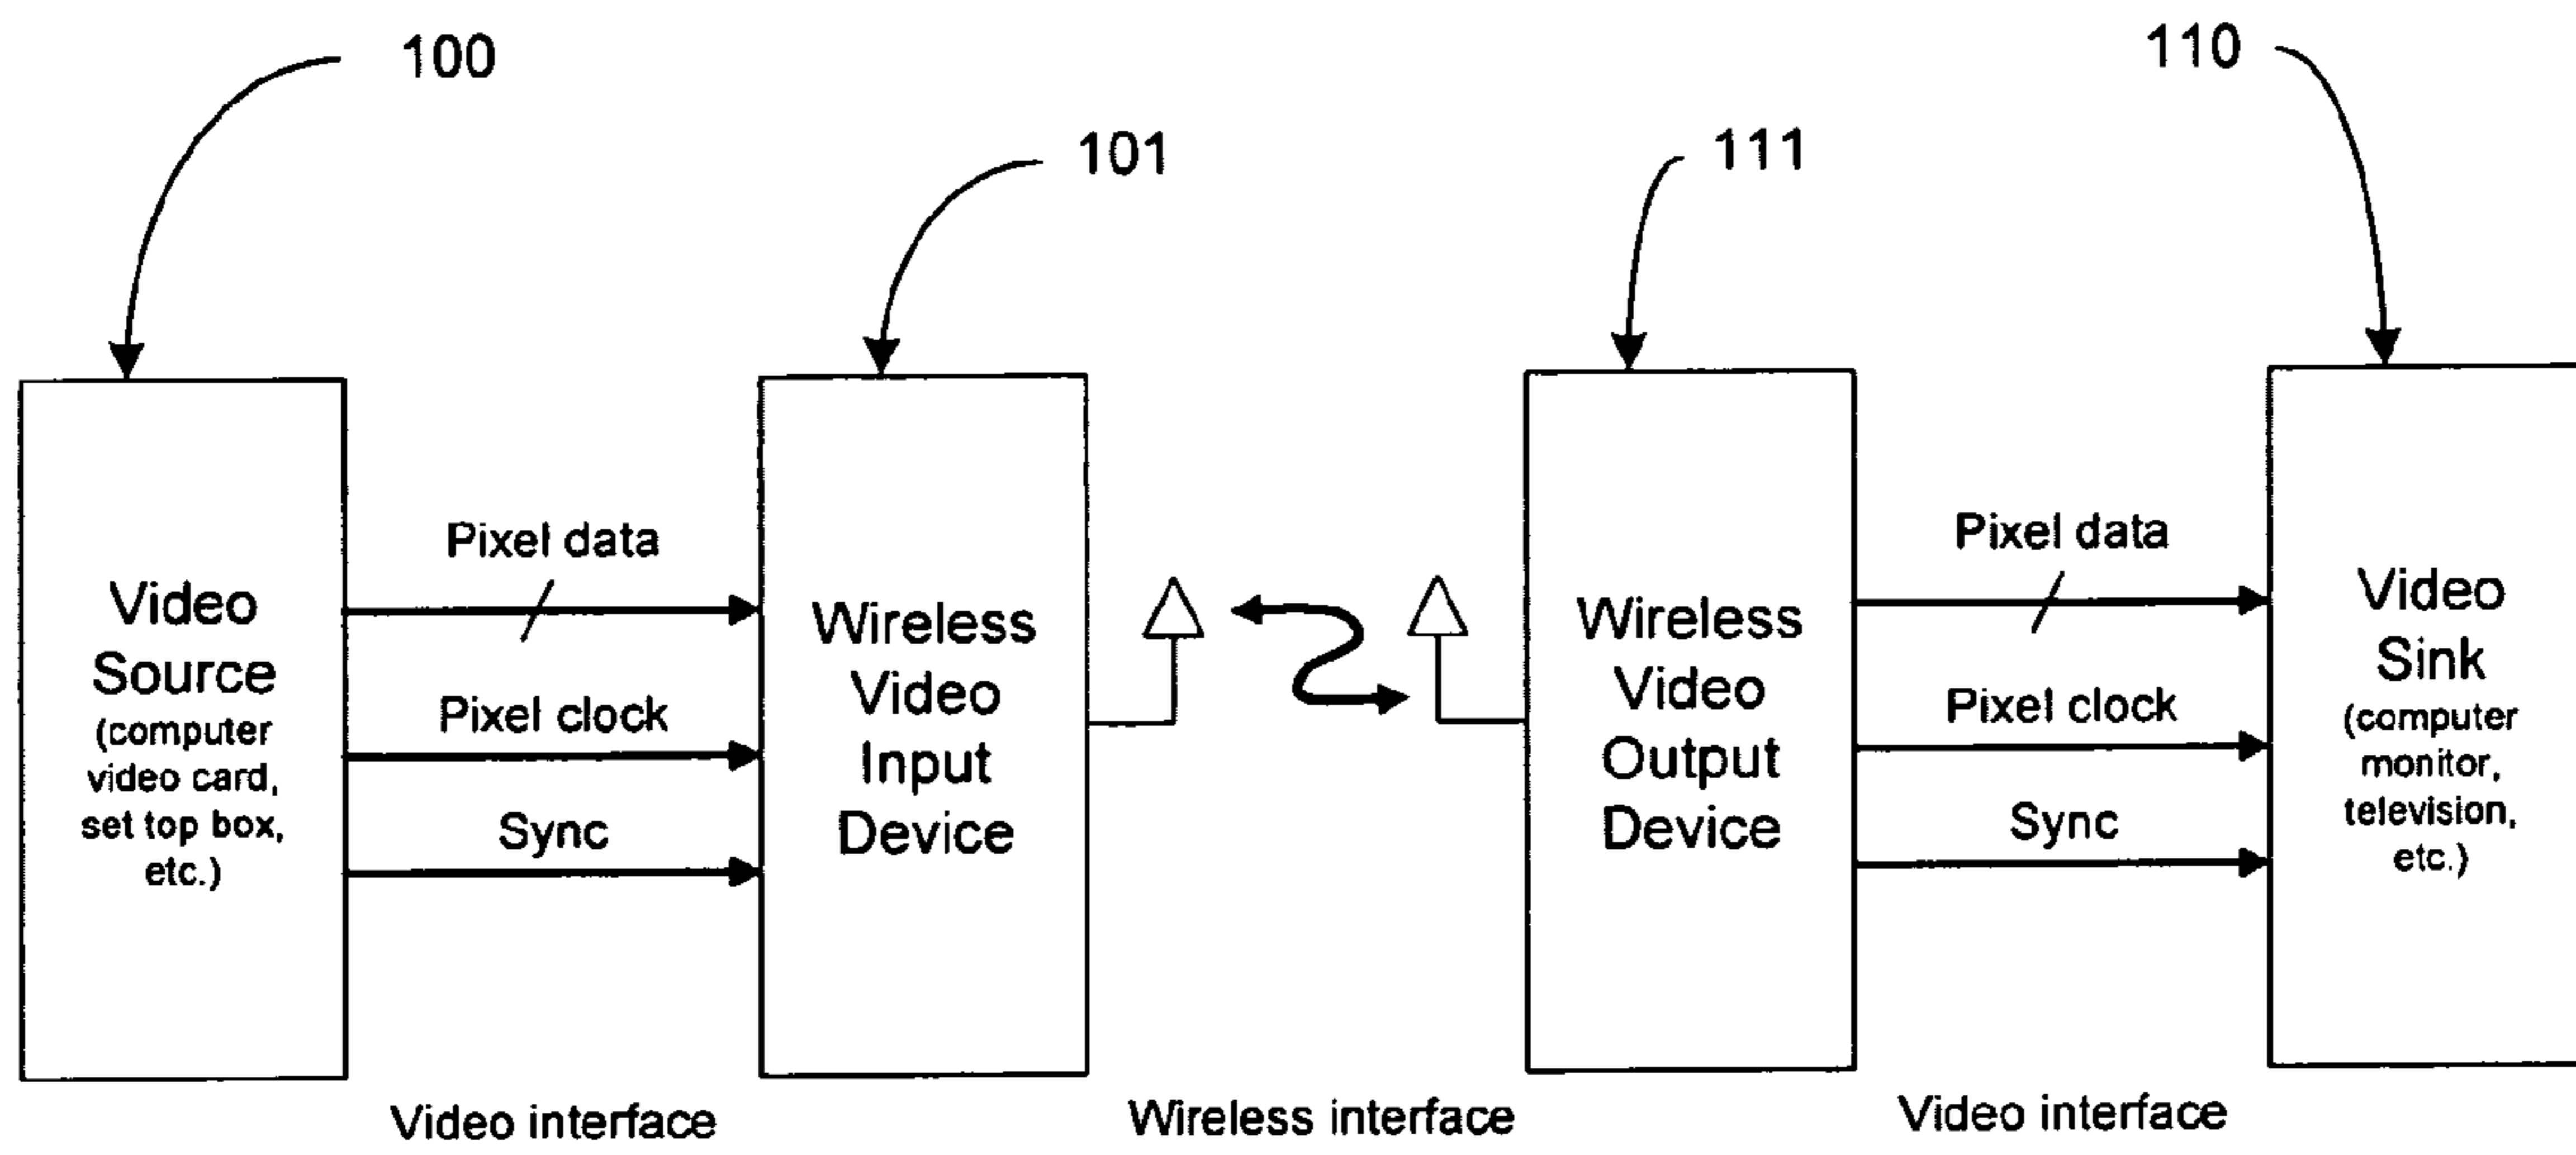 100
110
101
111
Video
Source
(computer
video card,
set top box,
etc.)
Pixel data
Pixel clock
Sync
Wireless
Video
Input
Device
Wireless
Video
Output
Device
Pixel data
Pixel clock
Sync
Video
Sink
(computer
monitor,
television,
etc.)
Video interface
Wireless interface
Video interface